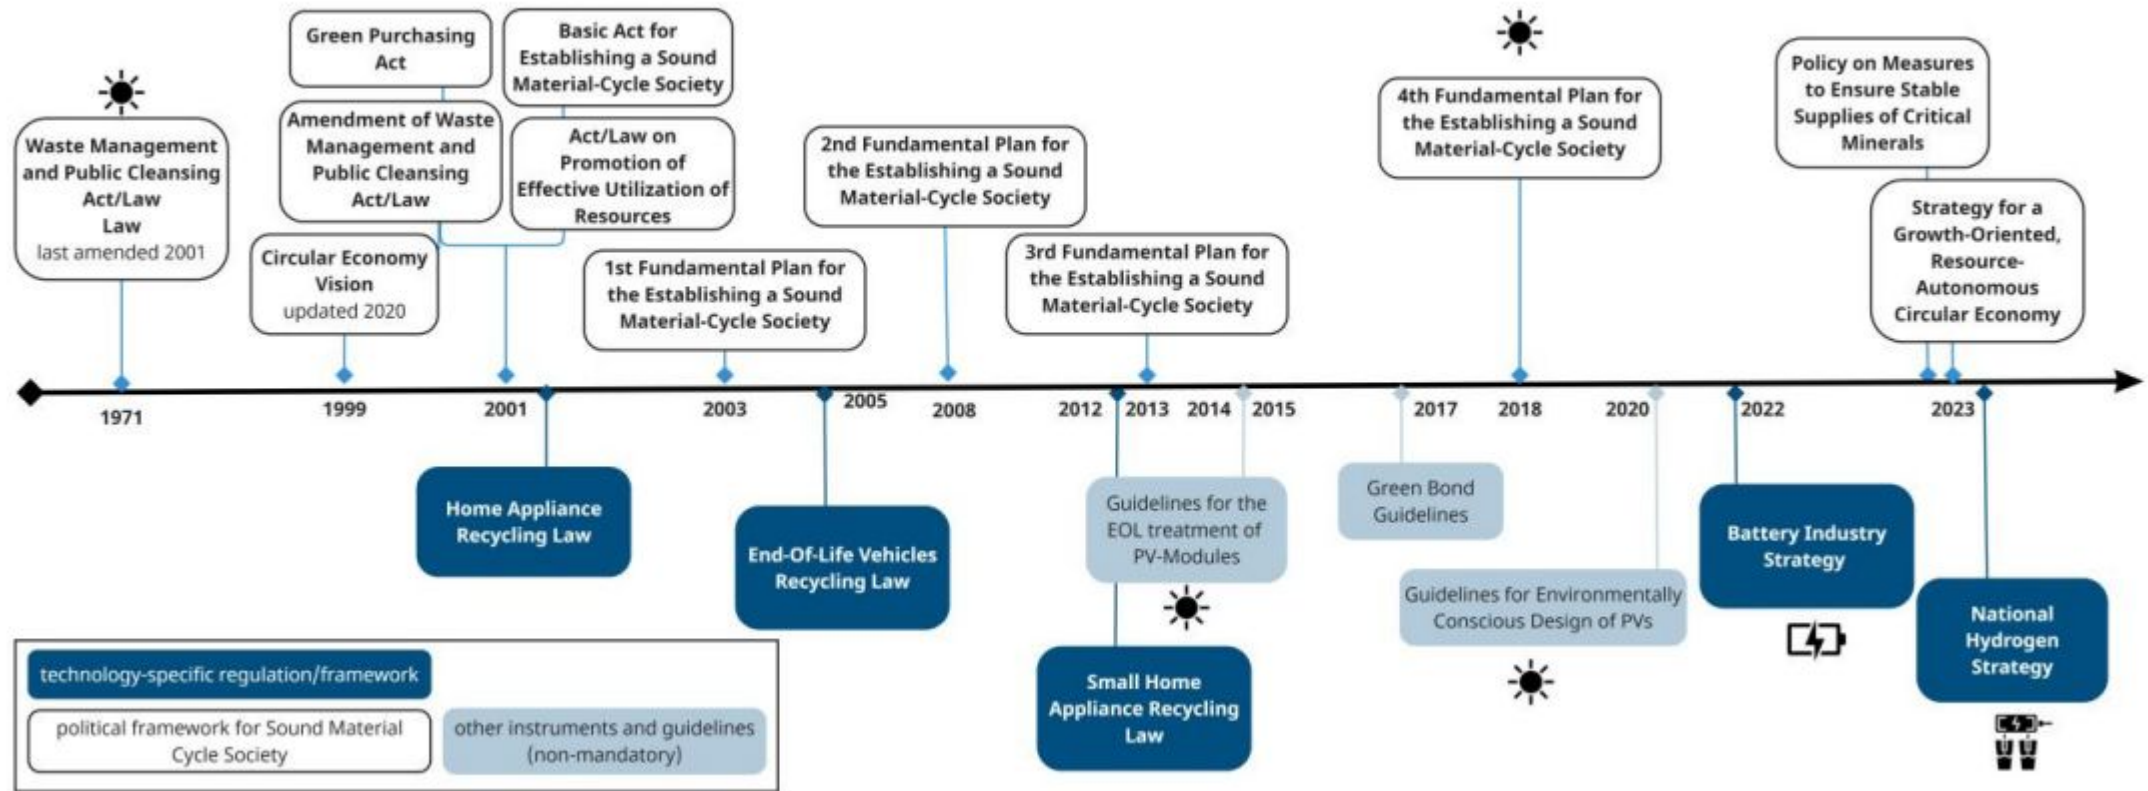 Waste Management
and Public Cleansing
Act/Law
Law
last amended 2001
Green Purchasing
Act
Amendment of Waste
Management and
Public Cleansing
Act/Law
Circular Economy
Vision
updated 2020
Basic Act for
Establishing a Sound
Material-Cycle Society
Act/Law on
Promotion of
Effective Utilization of
Resources
1st Fundamental Plan for
the Establishing a Sound
Material-Cycle Society
2nd Fundamental Plan for
the Establishing a Sound
Material-Cycle Society
3rd Fundamental Plan for
the Establishing a Sound
Material-Cycle Society
4th Fundamental Plan for
the Establishing a Sound
Material-Cycle Society
Policy on Measures
to Ensure Stable
Supplies of Critical
Minerals
Strategy for a
Growth-Oriented,
Resource-
Autonomous
Circular Economy
1971
1999
2001
2003
2005
2008
2012
2013
2014
2015
2017
2018
2020
2022
2023
Home Appliance
Recycling Law
End-Of-Life Vehicles
Recycling Law
Guidelines for the
EOL treatment of
PV-Modules
Small Home
Appliance Recycling
Law
Green Bond
Guidelines
Guidelines for Environmentally
Conscious Design of PVs
Battery Industry
Strategy
National
Hydrogen
Strategy
technology-specific regulation/framework
political framework for Sound Material
Cycle Society
other instruments and guidelines
(non-mandatory)